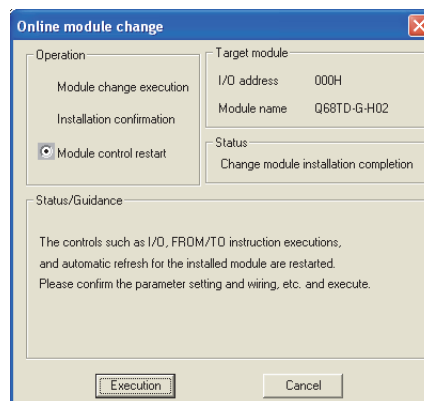 Online module change
Operation
Module change execution
Installation confirmation
Module control restart
Target module
I/O address 000H
Module name Q68TD-G-H02
Status
Change module installation completion
Status/Guidance
The controls such as I/O, FROM/TO instruction executions,
and automatic refresh for the installed module are restarted.
Please confirm the parameter setting and wiring, etc. and execute.
Execution
Cancel